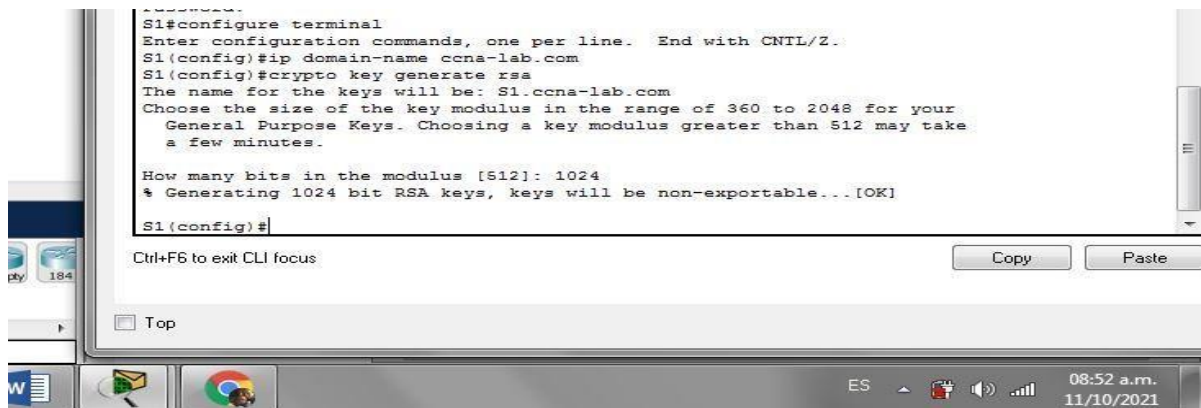 S1#configure terminal
Enter configuration commands, one per line.  End with CNTL/Z.
S1(config)#ip domain-name ccna-lab.com
S1(config)#crypto key generate rsa
The name for the keys will be: S1.ccna-lab.com
Choose the size of the key modulus in the range of 360 to 2048 for your
  General Purpose Keys. Choosing a key modulus greater than 512 may take
  a few minutes.
How many bits in the modulus [512]: 1024
% Generating 1024 bit RSA keys, keys will be non-exportable...[OK]
S1(config)#
Ctrl+F6 to exit CLI focus
Copy
Paste
pty
184
Top
W
ES
08:52 a.m.
11/10/2021